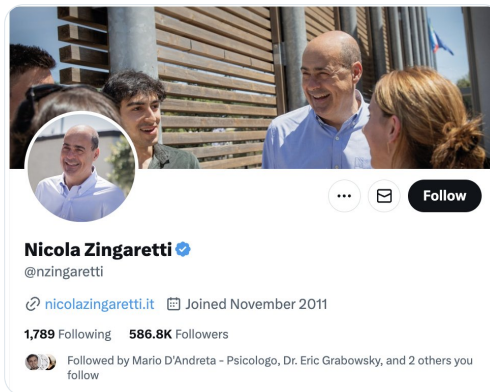 Follow
Nicola Zingaretti
@nzingaretti
nicolazingaretti.it Joined November 2011
1,789 Following 586.8K Followers
Followed by Mario D'Andreta - Psicologo, Dr. Eric Grabowsky, and 2 others you
follow